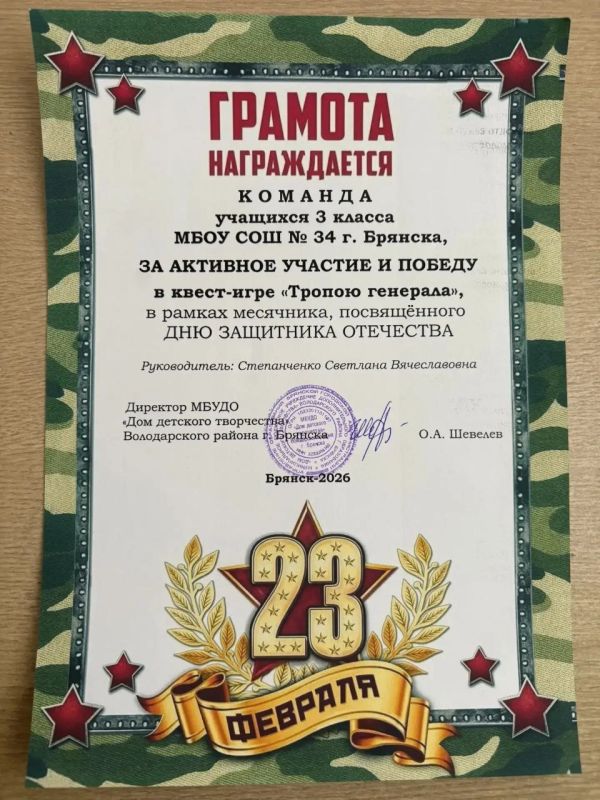 ГРАМОТА
НАГРАЖДАЕТСЯ
КОМАНДА
учащихся 3 класса
МБОУ СОШ № 34 г. Брянска,
ЗА АКТИВНОЕ УЧАСТИЕ И ПОБЕДУ
в квест-игре «Тропою генерала»,
в рамках месячника, посвящённого
ДНЮ ЗАЩИТНИКА ОТЕЧЕСТВА
Руководитель: Степанченко Светлана Вячеславовна
Директор МБУДО
«Дом детского творчества»
Володарского района г. Брянска
О.А. Шевелев
Брянск-2026
23
ФЕВРАЛЯ